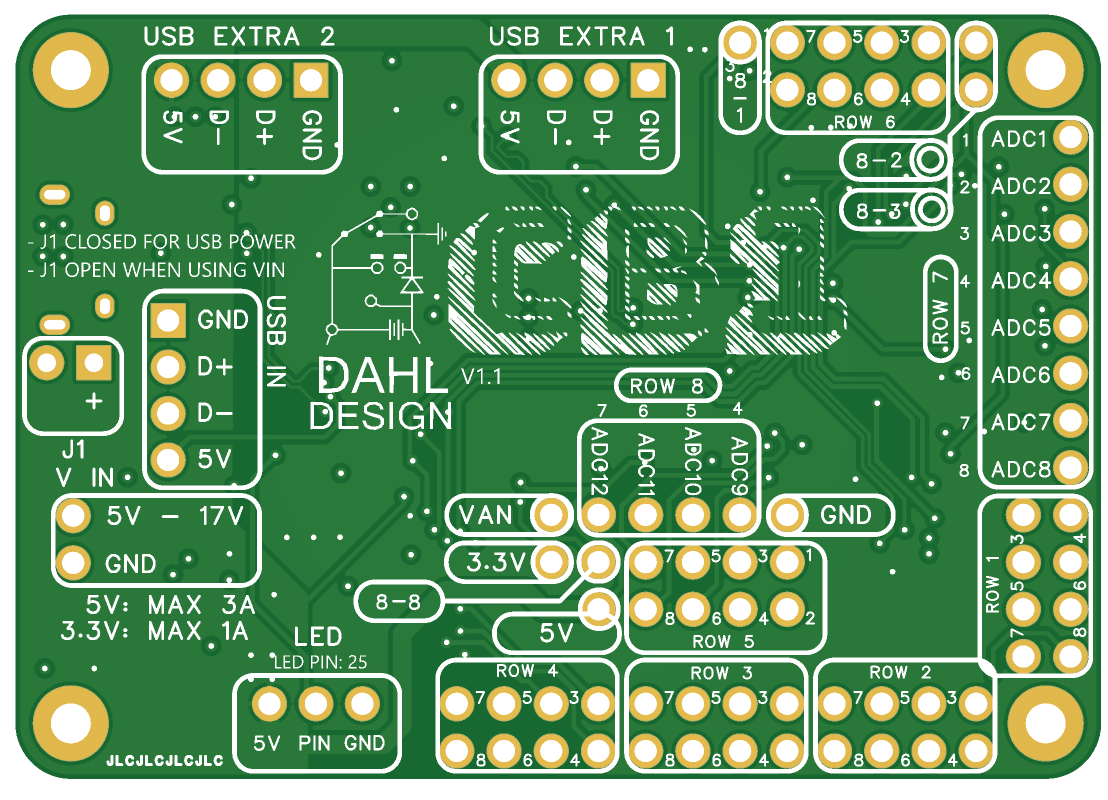 USB EXTRA 2
5V D- D+ GND
USB EXTRA 1
5V D- D+ GND
8-1
7 5 3
8 6 4
ROW 6
8-2
8-3
1 ADC1
2 ADC2
3 ADC3
4 ADC4
5 ADC5
6 ADC6
7 ADC7
8 ADC8
ROW 7
- J1 CLOSED FOR USB POWER
- J1 OPEN WHEN USING VIN
USB IN
GND
D+
D-
5V
+
J1
V IN
5V - 17V
GND
5V: MAX 3A
3.3V: MAX 1A
CB1
DAHL
DESIGN
V1.1
ROW 8
7 6 5 4
ADC12 ADC11 ADC10 ADC9
VAN
GND
3.3V
8-8
5V
7 5 3 1
8 6 4 2
ROW 5
ROW 1
3 4
5 6
7 8
LED
LED PIN: 25
5V PIN GND
ROW 4
7 5 3
8 6 4
ROW 3
7 5 3
8 6 4
ROW 2
7 5 3
8 6 4
JLCJLCJLCJLC